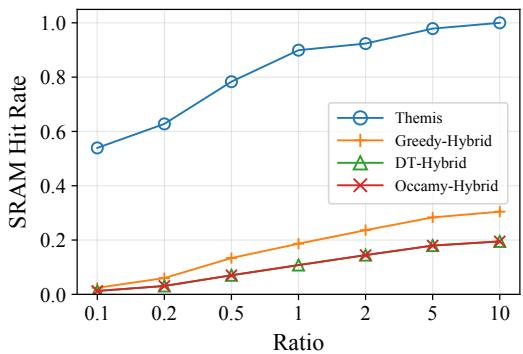 SRAM Hit Rate
1.0
0.8
0.6
0.4
0.2
0.0
Themis
Greedy-Hybrid
DT-Hybrid
Occamy-Hybrid
0.1 0.2 0.5 1 2 5 10
Ratio